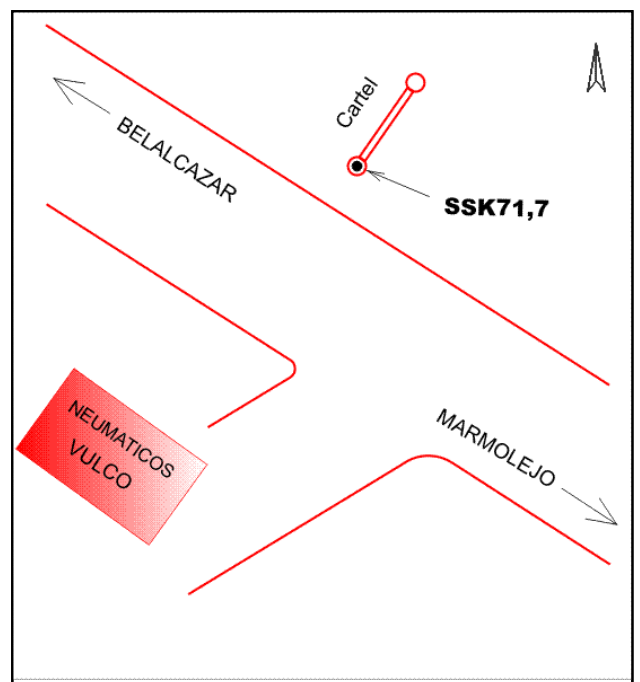 Cartel
BELALCAZAR
SSK71,7
NEUMATICOS
VULCO
MARMOLEJO